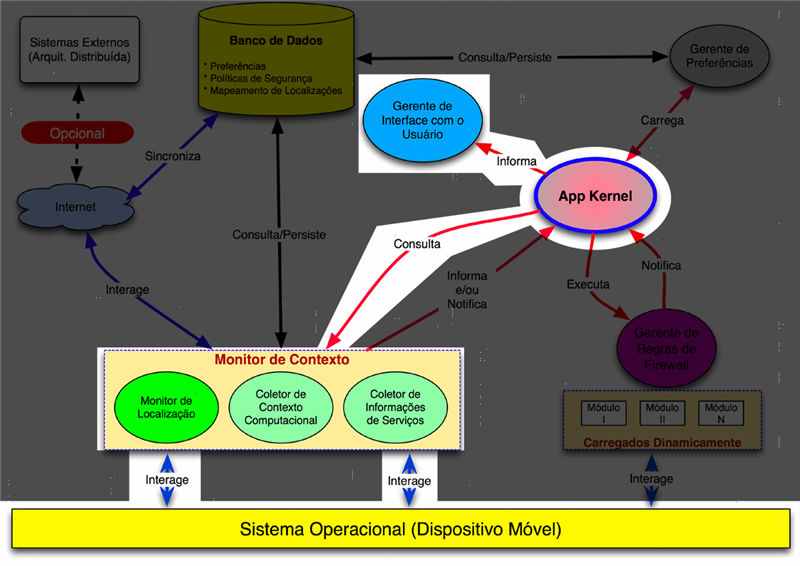 Sistemas Externos
(Arquit. Distribuída)
Banco de Dados
* Preferências
* Políticas de Segurança
* Mapeamento de Localizações
Consulta/Persiste
Gerente de
Preferências
Opcional
Sincroniza
Internet
Gerente de
Interface com o
Usuário
Informa
Carrega
App Kernel
Consulta/Persiste
Consulta
Interage
Informa
e/ou
Notifica
Executa
Notifica
Gerente de
Regras de
Firewall
Monitor de Contexto
Monitor de
Localização
Coletor de
Contexto
Computacional
Coletor de
Informações
de Serviços
Módulo
I
Módulo
II
Módulo
N
Carregados Dinamicamente
Interage
Interage
Interage
Sistema Operacional (Dispositivo Móvel)